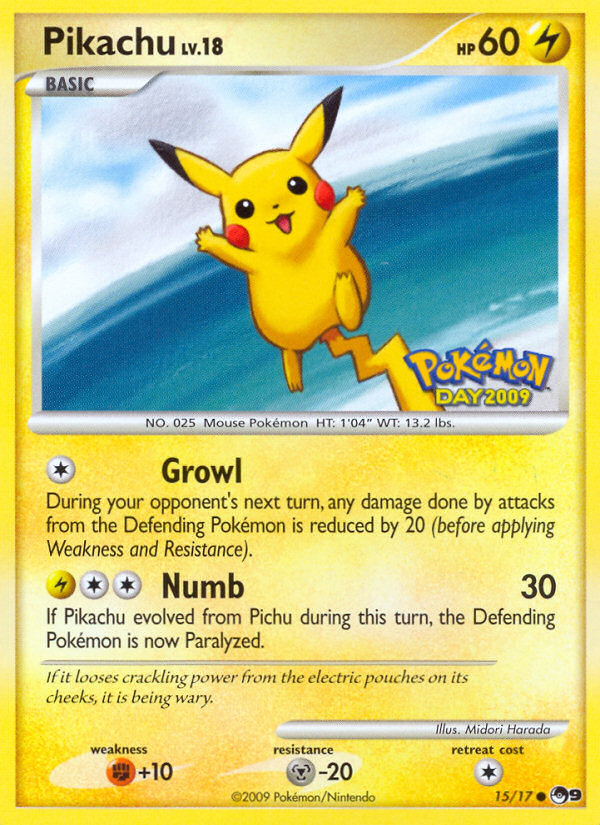 Pikachu LV.18 HP 60
BASIC
POKéMON
DAY 2009
NO. 025 Mouse Pokémon HT: 1'04" WT: 13.2 lbs.
Growl
During your opponent's next turn, any damage done by attacks
from the Defending Pokémon is reduced by 20 (before applying
Weakness and Resistance).
Numb 30
If Pikachu evolved from Pichu during this turn, the Defending
Pokémon is now Paralyzed.
If it looses crackling power from the electric pouches on its
cheeks, it is being wary.
Illus. Midori Harada
weakness resistance retreat cost
+10 -20
©2009 Pokémon/Nintendo 15/17 9